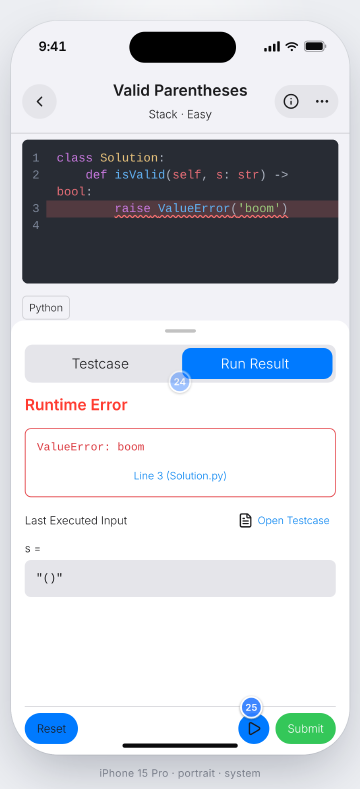 9:41
Valid Parentheses
Stack · Easy
1 class Solution:
2 def isValid(self, s: str) ->
bool:
3 raise ValueError('boom')
4
Python
Testcase
Run Result
24
Runtime Error
ValueError: boom
Line 3 (Solution.py)
Last Executed Input
Open Testcase
s =
"()"
25
Reset
Submit
iPhone 15 Pro · portrait · system